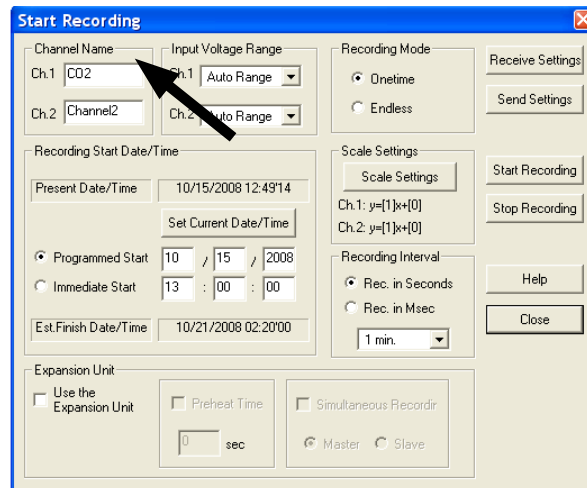 Start Recording
Channel Name
Ch.1 CO2
Ch.2 Channel2
Input Voltage Range
Ch.1 Auto Range
Ch.2 Auto Range
Recording Mode
Onetime
Endless
Receive Settings
Send Settings
Recording Start Date/Time
Present Date/Time 10/15/2008 12:49'14
Set Current Date/Time
Programmed Start 10 / 15 / 2008
Immediate Start 13 : 00 : 00
Est.Finish Date/Time 10/21/2008 02:20'00
Scale Settings
Scale Settings
Ch.1: y=[1]x+[0]
Ch.2: y=[1]x+[0]
Recording Interval
Rec. in Seconds
Rec. in Msec
1 min.
Start Recording
Stop Recording
Help
Close
Expansion Unit
Use the
Expansion Unit
Preheat Time
0 sec
Simultaneous Recordir
Master Slave